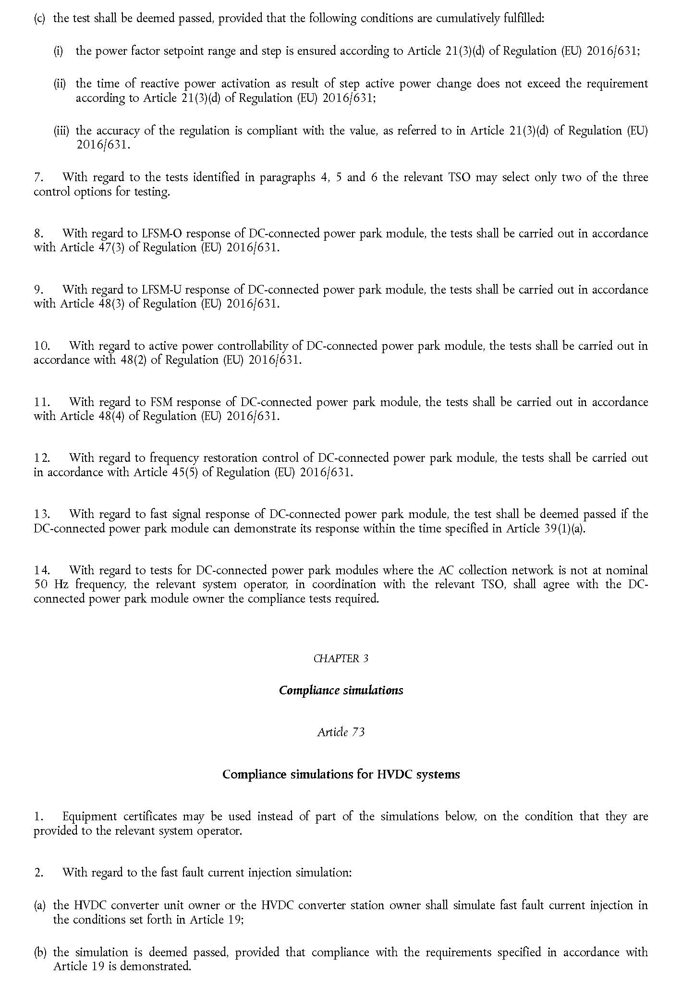 (c) the test shall be deemed passed, provided that the following conditions are cumulatively fulfilled:
(i) the power factor setpoint range and step is ensured according to Article 21(3)(d) of Regulation (EU) 2016/631;
(ii) the time of reactive power activation as result of step active power change does not exceed the requirement
according to Article 21(3)(d) of Regulation (EU) 2016/631;
(iii) the accuracy of the regulation is compliant with the value, as referred to in Article 21(3)(d) of Regulation (EU)
2016/631.
7. With regard to the tests identified in paragraphs 4, 5 and 6 the relevant TSO may select only two of the three
control options for testing.
8. With regard to LFSM-O response of DC-connected power park module, the tests shall be carried out in accordance
with Article 47(3) of Regulation (EU) 2016/631.
9. With regard to LFSM-U response of DC-connected power park module, the tests shall be carried out in accordance
with Article 48(3) of Regulation (EU) 2016/631.
10. With regard to active power controllability of DC-connected power park module, the tests shall be carried out in
accordance with 48(2) of Regulation (EU) 2016/631.
11. With regard to FSM response of DC-connected power park module, the tests shall be carried out in accordance
with Article 48(4) of Regulation (EU) 2016/631.
12. With regard to frequency restoration control of DC-connected power park module, the tests shall be carried out
in accordance with Article 45(5) of Regulation (EU) 2016/631.
13. With regard to fast signal response of DC-connected power park module, the test shall be deemed passed if the
DC-connected power park module can demonstrate its response within the time specified in Article 39(1)(a).
14. With regard to tests for DC-connected power park modules where the AC collection network is not at nominal
50 Hz frequency, the relevant system operator, in coordination with the relevant TSO, shall agree with the DC-
connected power park module owner the compliance tests required.
CHAPTER 3
Compliance simulations
Article 73
Compliance simulations for HVDC systems
1. Equipment certificates may be used instead of part of the simulations below, on the condition that they are
provided to the relevant system operator.
2. With regard to the fast fault current injection simulation:
(a) the HVDC converter unit owner or the HVDC converter station owner shall simulate fast fault current injection in
the conditions set forth in Article 19;
(b) the simulation is deemed passed, provided that compliance with the requirements specified in accordance with
Article 19 is demonstrated.